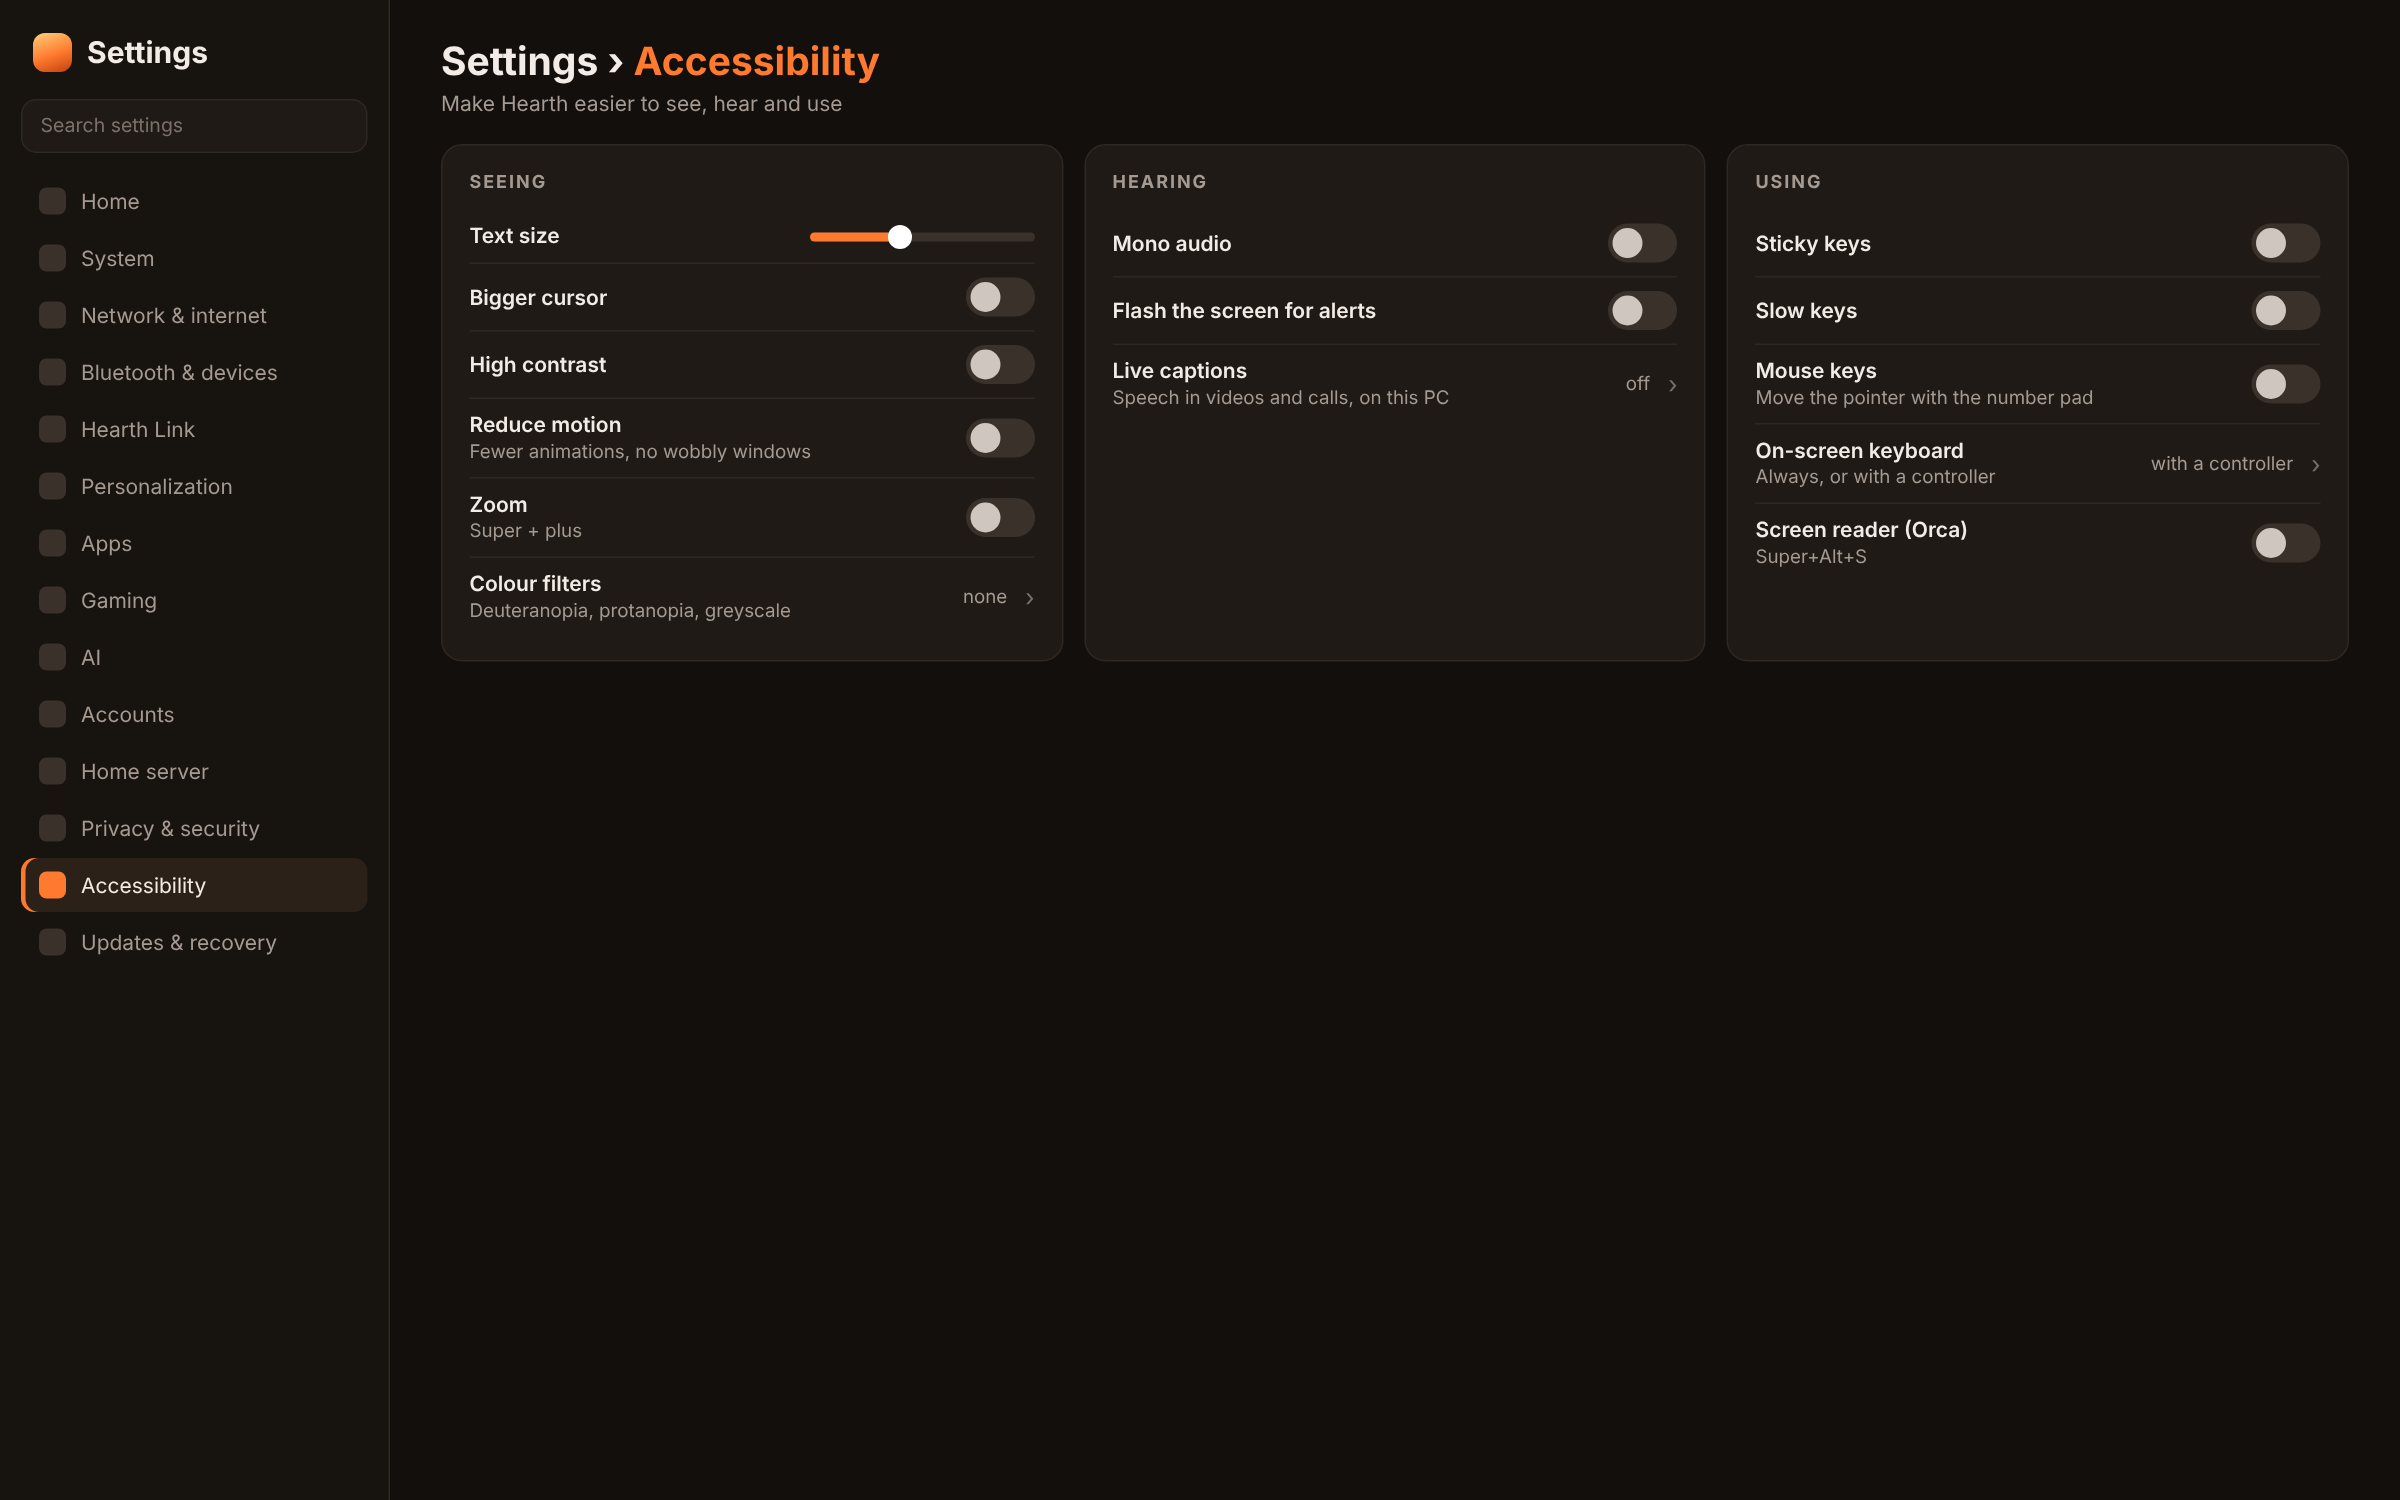 Settings
Search settings
Home
System
Network & internet
Bluetooth & devices
Hearth Link
Personalization
Apps
Gaming
AI
Accounts
Home server
Privacy & security
Accessibility
Updates & recovery
Settings › Accessibility
Make Hearth easier to see, hear and use
SEEING
Text size
Bigger cursor
High contrast
Reduce motion
Fewer animations, no wobbly windows
Zoom
Super + plus
Colour filters
Deuteranopia, protanopia, greyscale
none ›
HEARING
Mono audio
Flash the screen for alerts
Live captions
Speech in videos and calls, on this PC
off ›
USING
Sticky keys
Slow keys
Mouse keys
Move the pointer with the number pad
On-screen keyboard
Always, or with a controller
with a controller ›
Screen reader (Orca)
Super+Alt+S